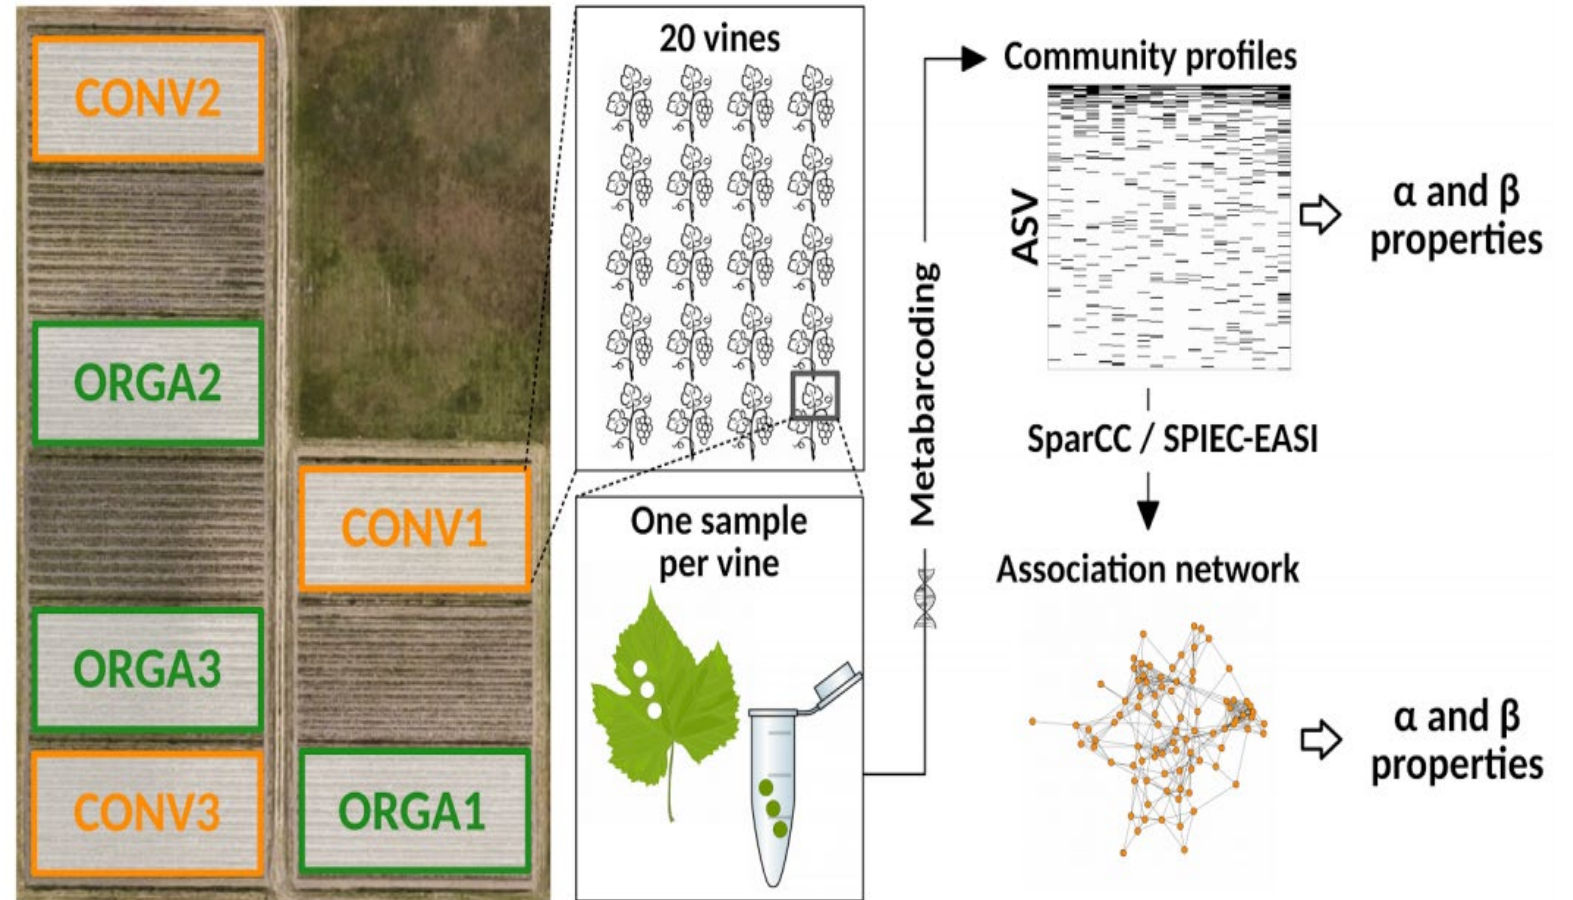 CONV2
ORGA2
CONV1
ORGA3
CONV3
ORGA1
20 vines
One sample
per vine
Metabarcoding
Community profiles
ASV
α and β
properties
SparCC / SPIEC-EASI
Association network
α and β
properties